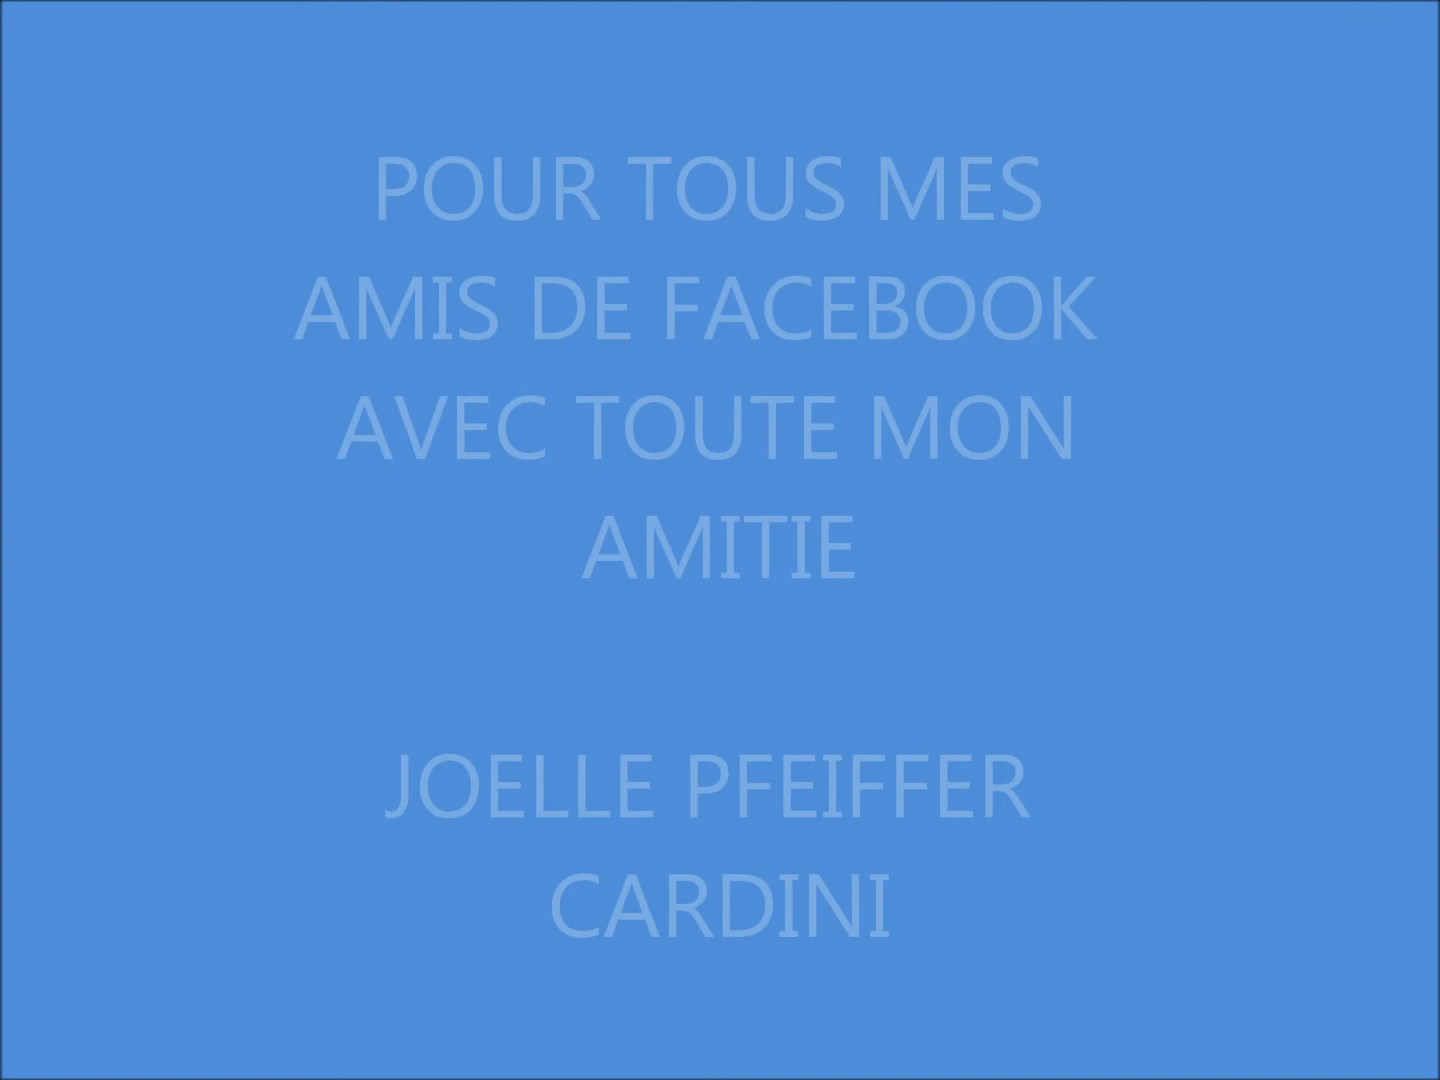 POUR TOUS MES
AMIS DE FACEBOOK
AVEC TOUTE MON
AMITIE
JOELLE PFEIFFER
CARDINI